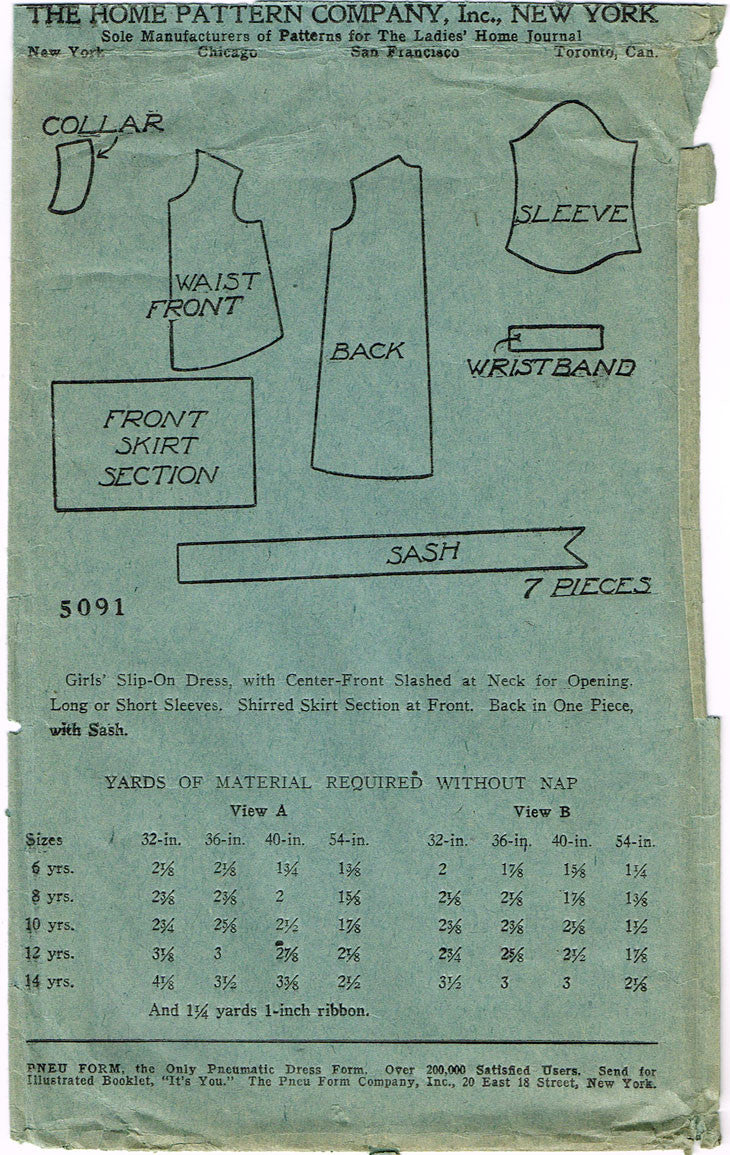 THE HOME PATTERN COMPANY, Inc., NEW YORK
Sole Manufacturers of Patterns for The Ladies' Home Journal
New York Chicago San Francisco Toronto, Can.
COLLAR
SLEEVE
WAIST
FRONT
BACK
WRISTBAND
FRONT
SKIRT
SECTION
SASH
7 PIECES
5091
Girls' Slip-On Dress, with Center-Front Slashed at Neck for Opening.
Long or Short Sleeves. Shirred Skirt Section at Front. Back in One Piece,
with Sash.
YARDS OF MATERIAL REQUIRED WITHOUT NAP
View A View B
Sizes 32-in. 36-in. 40-in. 54-in. 32-in. 36-in. 40-in. 54-in.
6 yrs. 2⅛ 2⅛ 1¾ 1⅜ 2 1⅞ 1⅝ 1¼
8 yrs. 2⅜ 2⅜ 2 1⅝ 2⅛ 2⅛ 1⅞ 1⅜
10 yrs. 2¾ 2⅝ 2½ 1⅞ 2⅜ 2⅜ 2⅛ 1½
12 yrs. 3⅛ 3 2⅞ 2⅛ 2¾ 2⅝ 2½ 1⅞
14 yrs. 4⅛ 3½ 3⅜ 2½ 3½ 3 3 2⅛
And 1¼ yards 1-inch ribbon.
PNEU FORM, the Only Pneumatic Dress Form. Over 200,000 Satisfied Users. Send for
Illustrated Booklet, "It's You." The Pneu Form Company, Inc., 20 East 18 Street, New York.